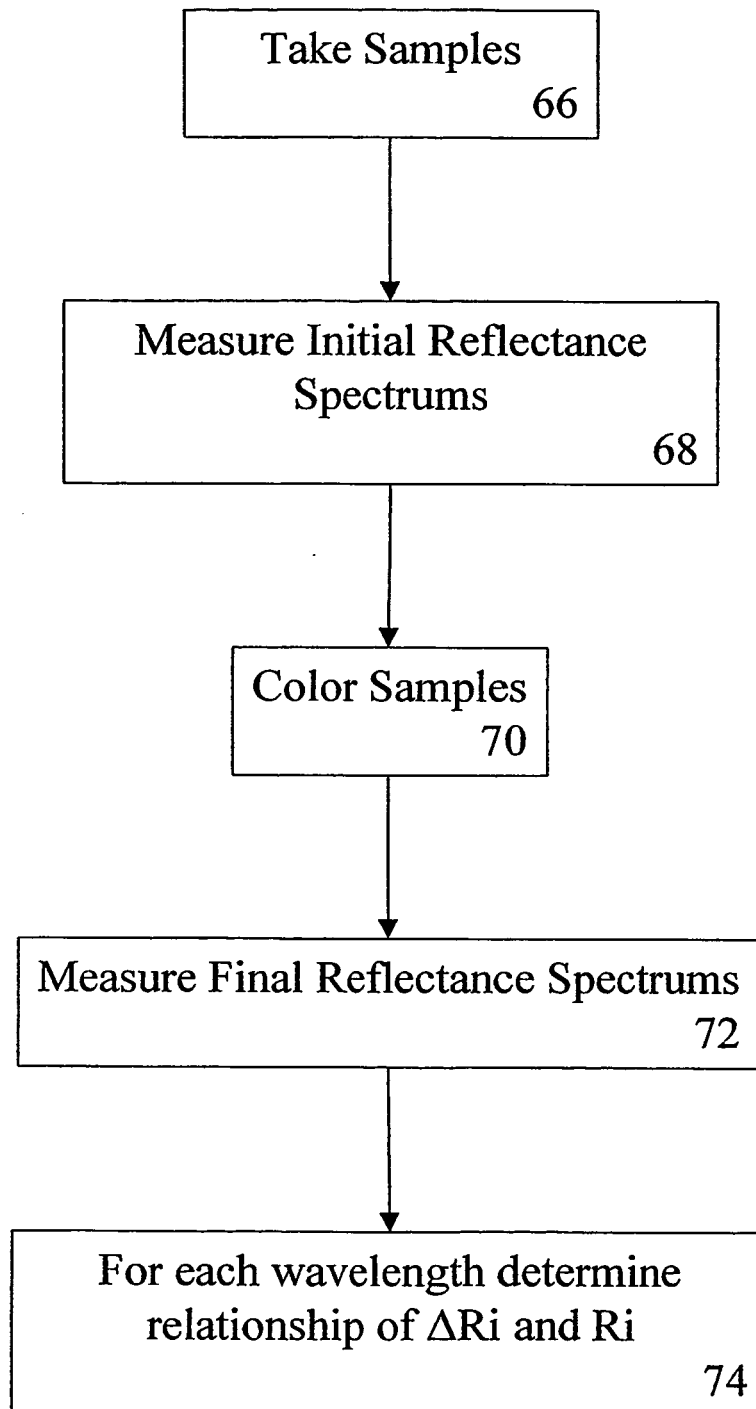 Take Samples
66
Measure Initial Reflectance
Spectrums
68
Color Samples
70
Measure Final Reflectance Spectrums
72
For each wavelength determine
relationship of ΔRi and Ri
74